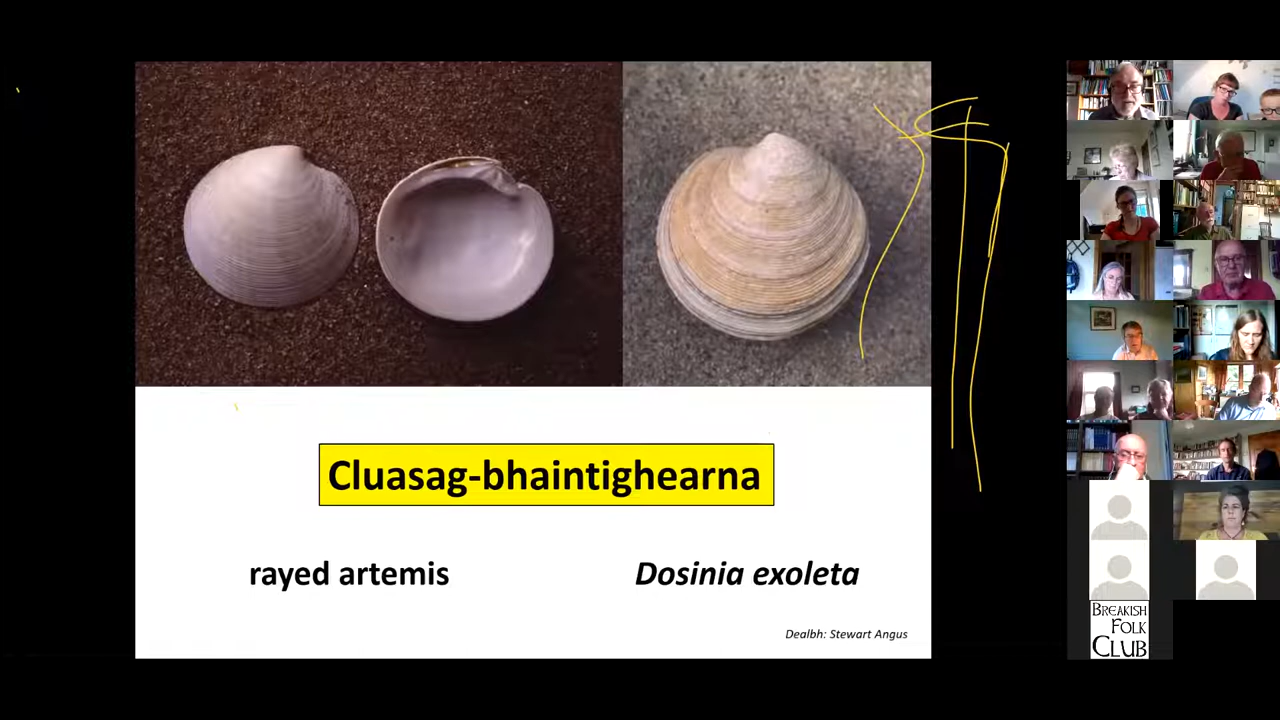 Cluasag-bhaintighearna
rayed artemis
Dosinia exoleta
Dealbh: Stewart Angus
BREAKISH
FOLK
CLUB